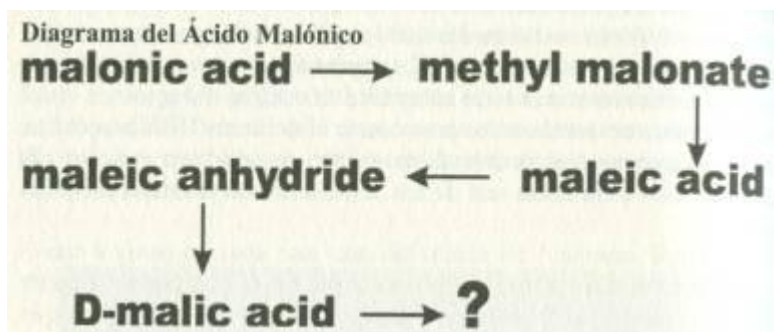 Diagrama del Ácido Malónico
malonic acid → methyl malonate
maleic anhydride ← maleic acid
D-malic acid → ?